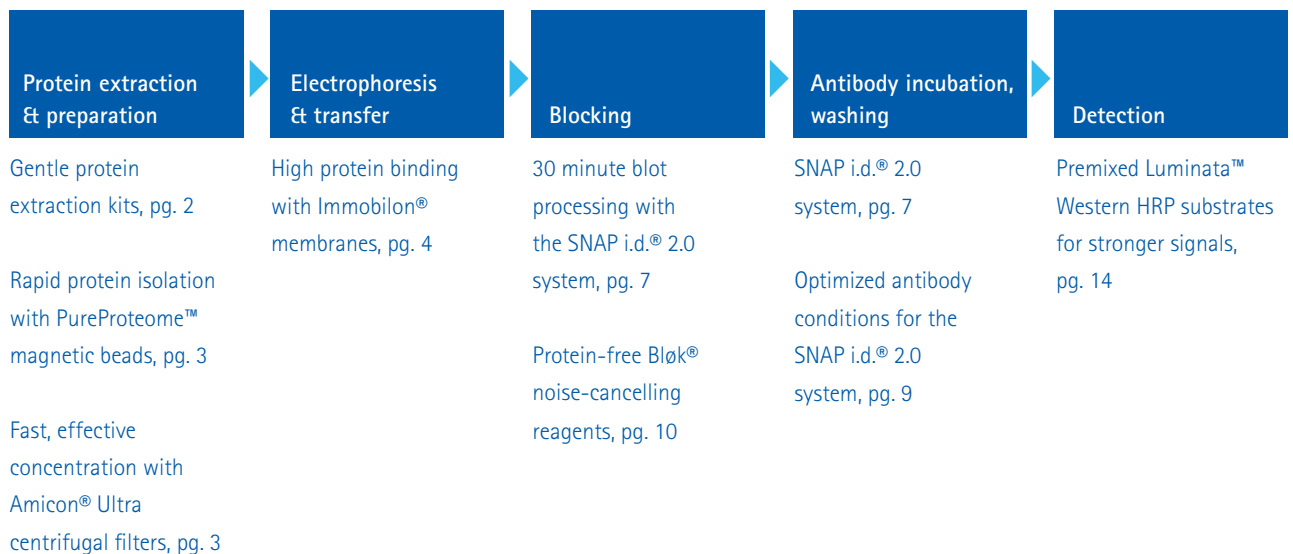 Protein extraction
& preparation
Electrophoresis
& transfer
Blocking
Antibody incubation,
washing
Detection
Gentle protein
extraction kits, pg. 2
Rapid protein isolation
with PureProteome™
magnetic beads, pg. 3
Fast, effective
concentration with
Amicon® Ultra
centrifugal filters, pg. 3
High protein binding
with Immobilon®
membranes, pg. 4
30 minute blot
processing with
the SNAP i.d.® 2.0
system, pg. 7
Protein-free Bløk®
noise-cancelling
reagents, pg. 10
SNAP i.d.® 2.0
system, pg. 7
Optimized antibody
conditions for the
SNAP i.d.® 2.0
system, pg. 9
Premixed Luminata™
Western HRP substrates
for stronger signals,
pg. 14